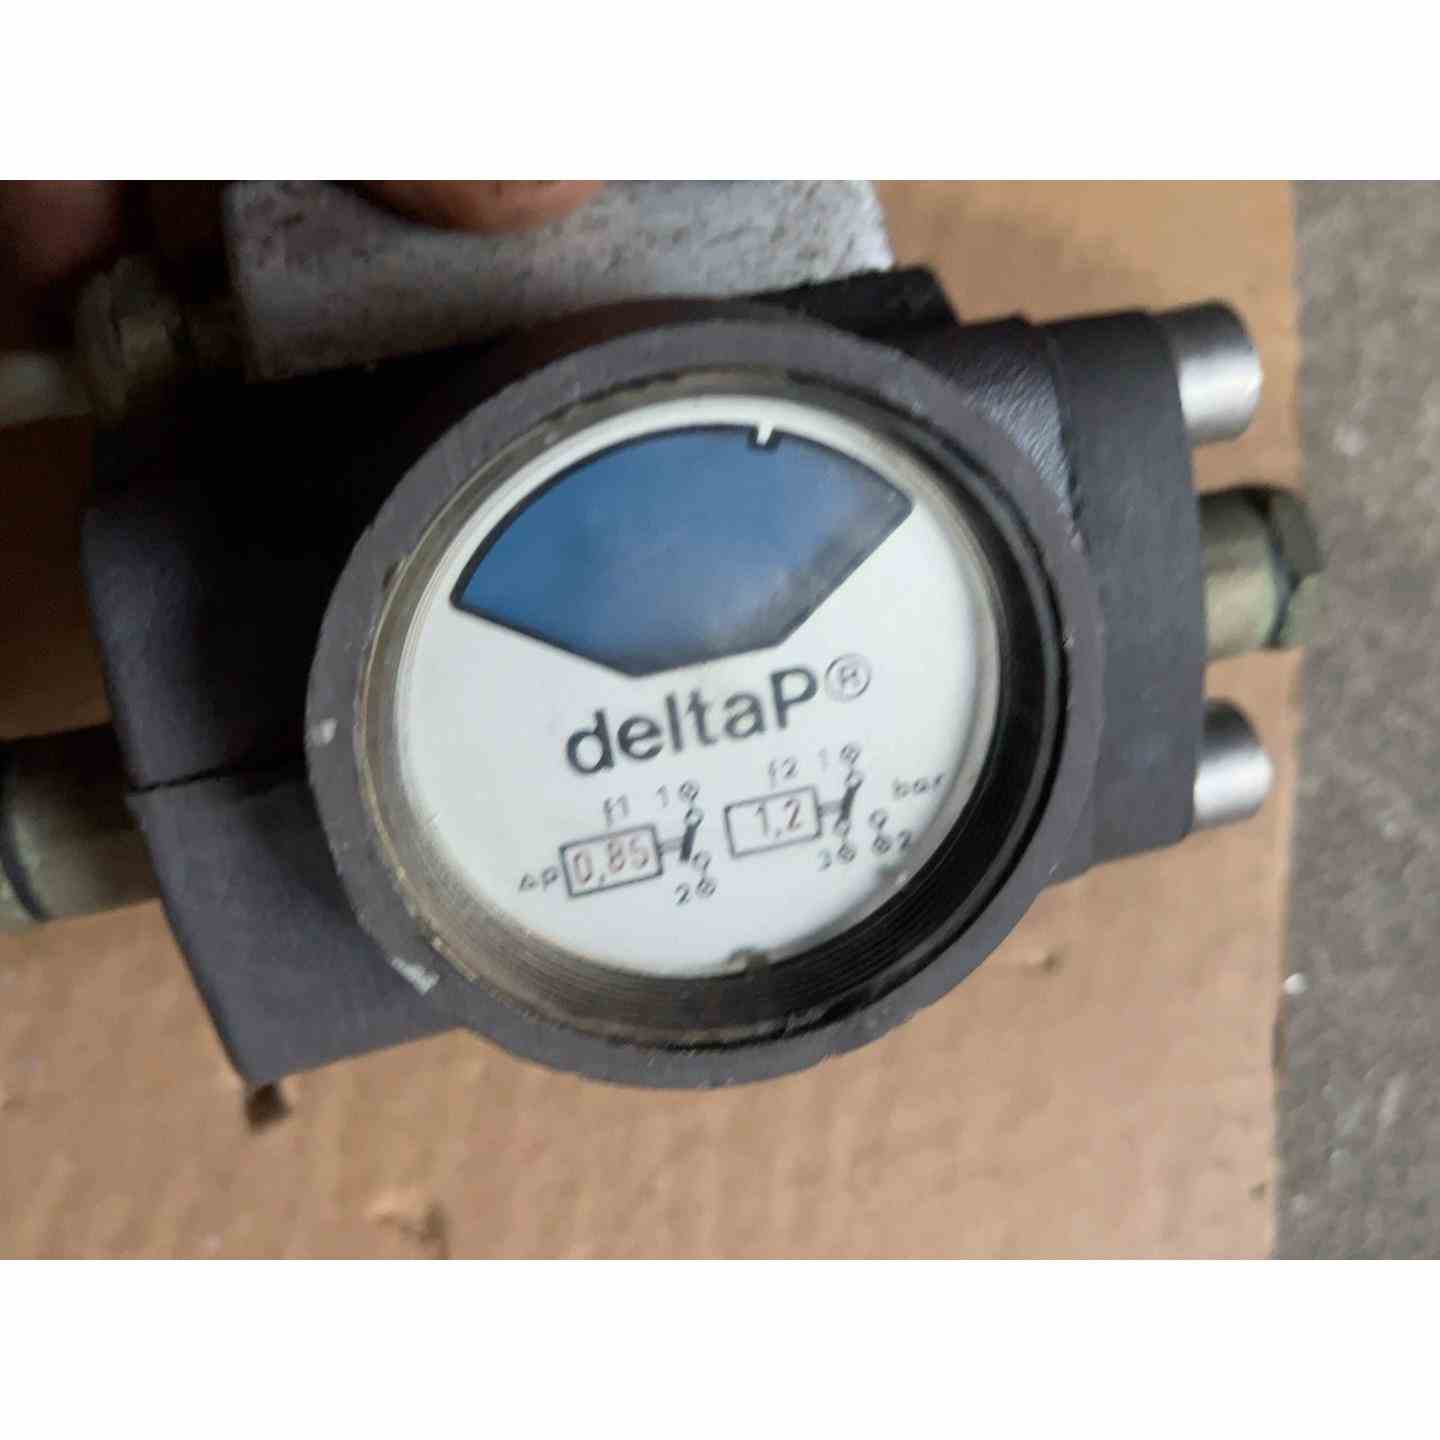 deltaP®
f1 1 f2 1 bar
Δp 0,85 1,2
2 3 2